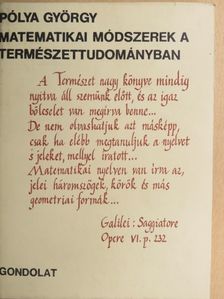 PÓLYA GYÖRGY
MATEMATIKAI MÓDSZEREK A
TERMÉSZETTUDOMÁNYBAN
A Természet nagy könyve mindig
nyitva áll szemünk előtt, és az igaz
bölcselet van megírva benne...
De nem olvashatjuk azt másképp,
csak ha előbb megtanuljuk a nyelvet
s jeleket, mellyel íratott...
Matematikai nyelven van írva az,
jelei háromszögek, körök és más
geometriai formák...
Galilei: Saggiatore
Opere VI. p. 232
GONDOLAT